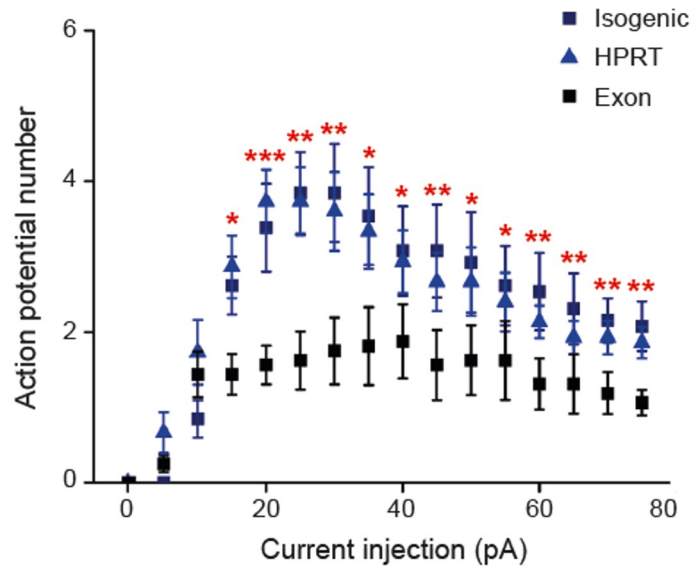 Isogenic
HPRT
Exon
6
4
2
0
Action potential number
* *** ** ** * * ** * * ** ** ** **
0 20 40 60 80
Current injection (pA)